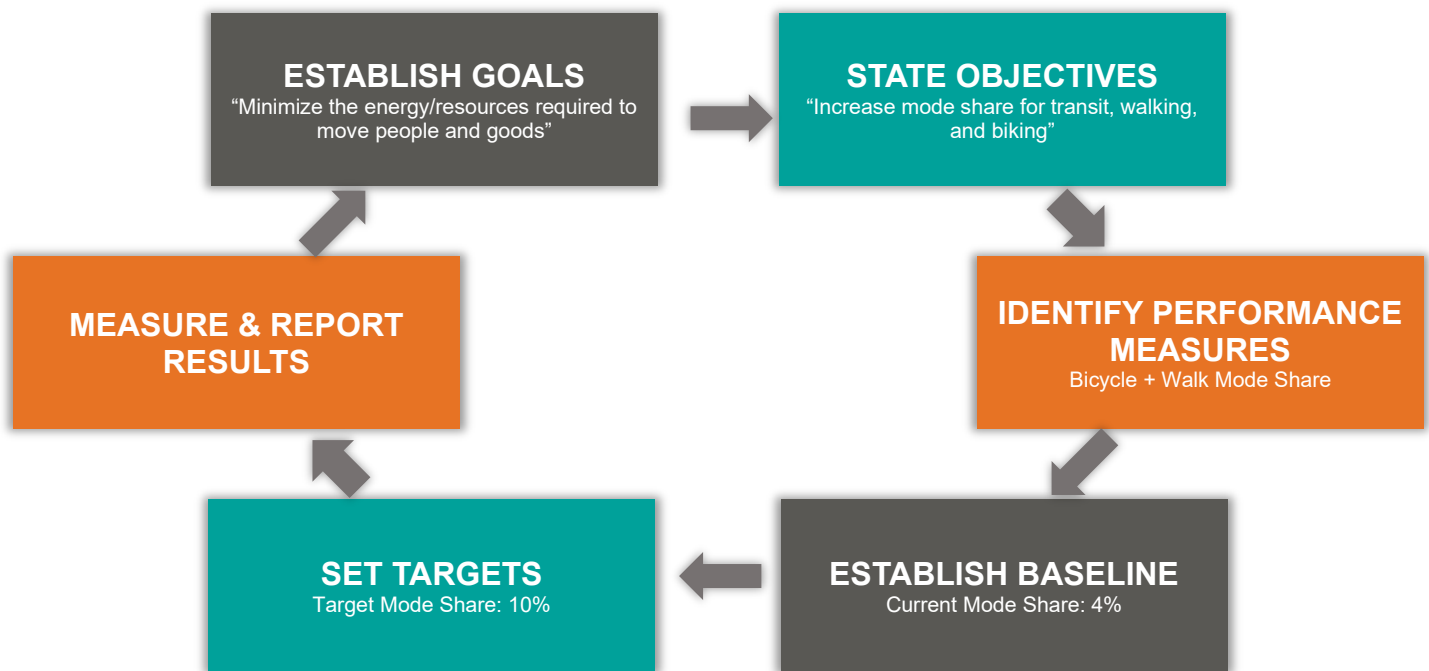 ESTABLISH GOALS
“Minimize the energy/resources required to
move people and goods”
STATE OBJECTIVES
“Increase mode share for transit, walking,
and biking”
IDENTIFY PERFORMANCE
MEASURES
Bicycle + Walk Mode Share
ESTABLISH BASELINE
Current Mode Share: 4%
SET TARGETS
Target Mode Share: 10%
MEASURE & REPORT
RESULTS